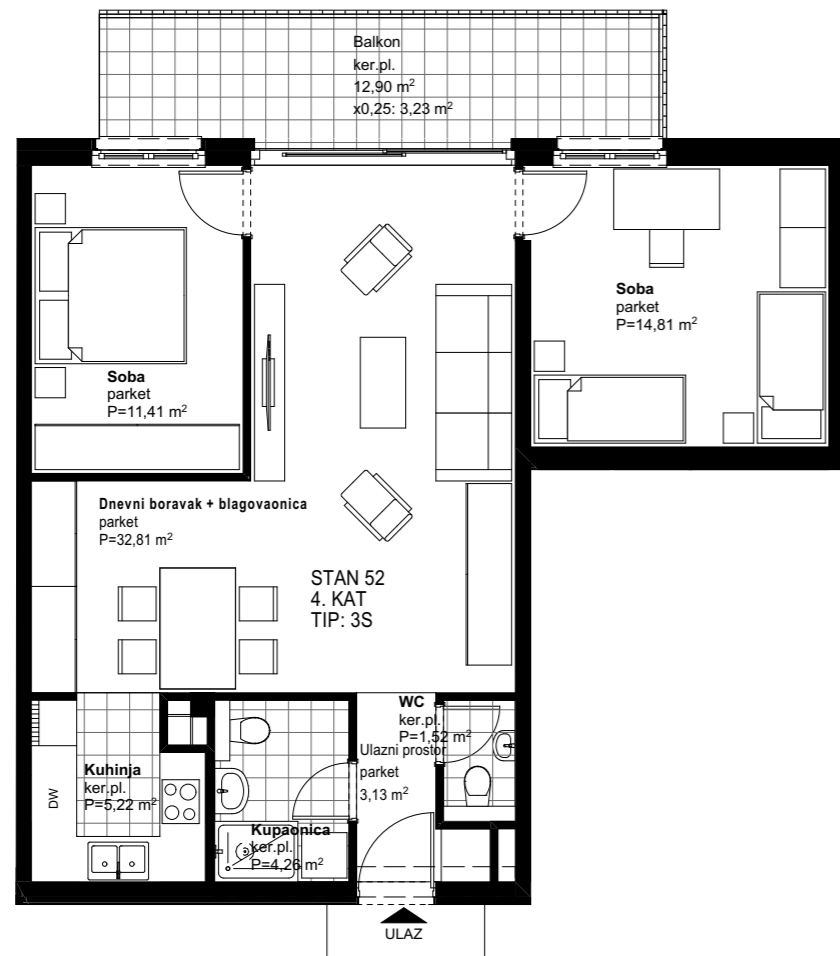 Balkon
ker.pl.
12,90 m²
x0,25: 3,23 m²
Soba
parket
P=14,81 m²
Soba
parket
P=11,41 m²
Dnevni boravak + blagovaonica
parket
P=32,81 m²
STAN 52
4. KAT
TIP: 3S
WC
ker.pl.
P=1,52 m²
Ulazni prostor
parket
3,13 m²
Kuhinja
ker.pl.
P=5,22 m²
DW
Kupaonica
ker.pl.
P=4,26 m²
ULAZ